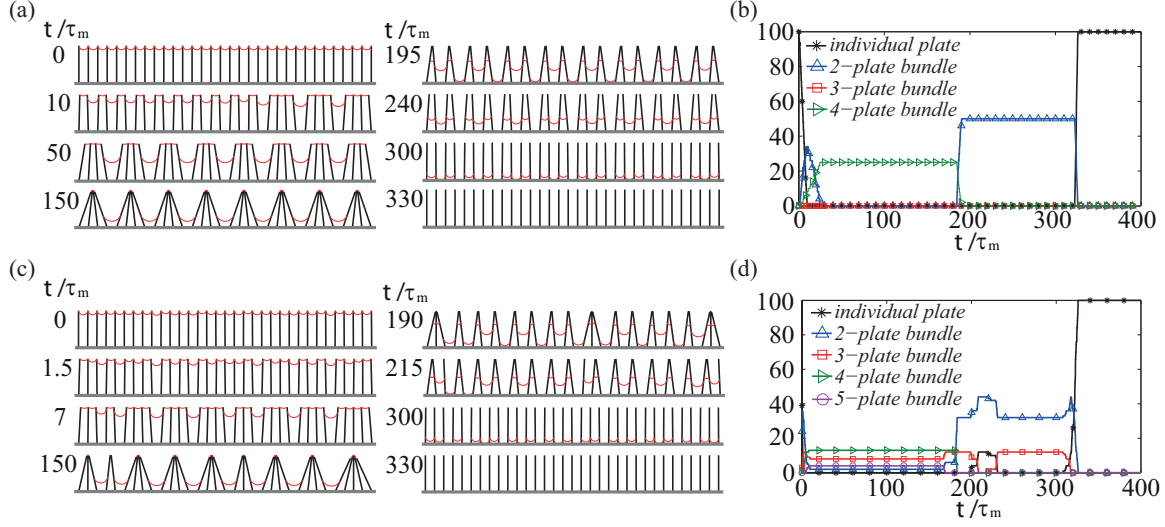 (a)
t/τm
0
10
50
150
195
240
300
330
(b)
100
80
60
40
20
0
individual plate
2-plate bundle
3-plate bundle
4-plate bundle
0 100 200 300 400
t/τm
(c)
t/τm
0
1.5
7
150
t/τm
190
215
300
330
(d)
100
80
60
40
20
0
individual plate
2-plate bundle
3-plate bundle
4-plate bundle
5-plate bundle
0 100 200 300 400
t/τm